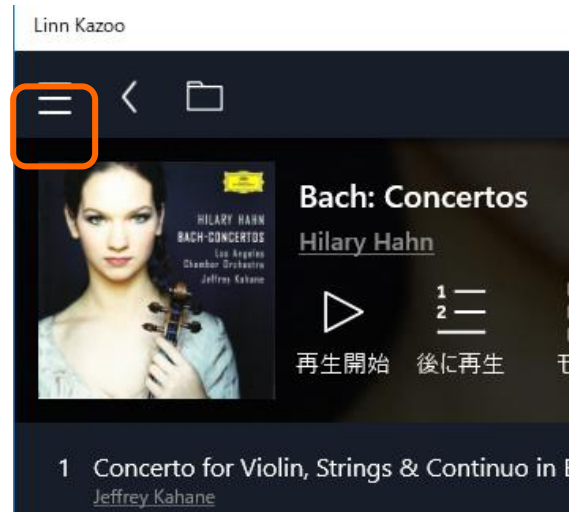 Linn Kazoo
HILARY HAHN
BACH·CONCERTOS
Los Angeles
Chamber Orchestra
Jeffrey Kahane
Bach: Concertos
Hilary Hahn
1
2
再生開始
後に再生
1 Concerto for Violin, Strings & Continuo in
Jeffrey Kahane